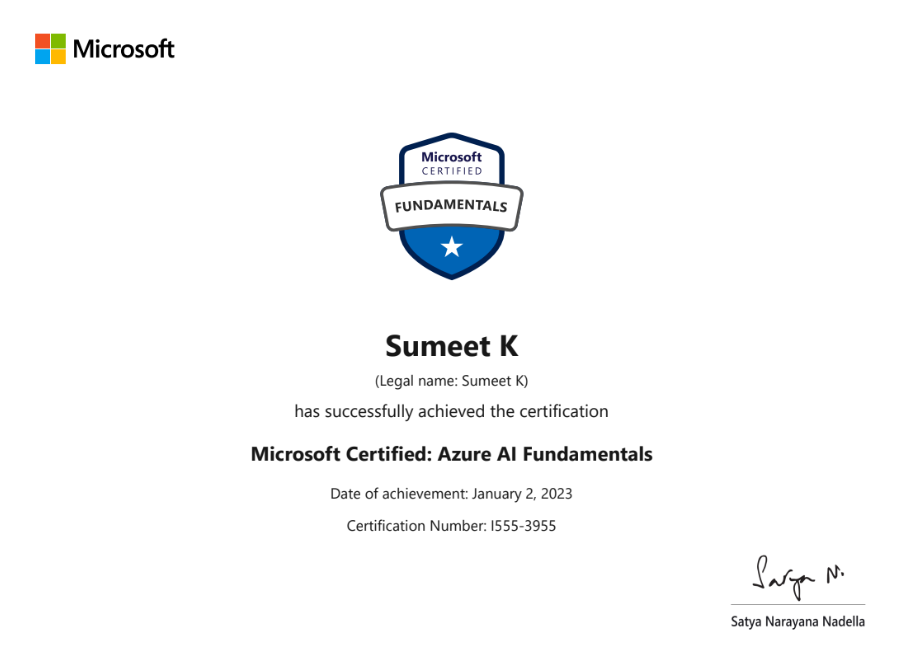 Microsoft
Microsoft
CERTIFIED
FUNDAMENTALS
Sumeet K
(Legal name: Sumeet K)
has successfully achieved the certification
Microsoft Certified: Azure AI Fundamentals
Date of achievement: January 2, 2023
Certification Number: I555-3955
Satya N.
Satya Narayana Nadella